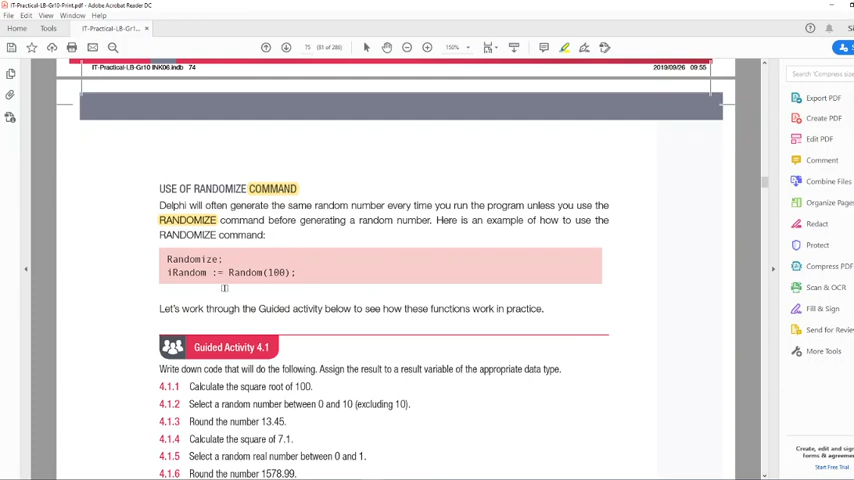 IT-Practical-LB-Gr10-Print.pdf - Adobe Acrobat Reader DC
File Edit View Window Help
Home Tools IT-Practical-LB-Gr1... ×
75 (81 of 288) 150%
IT-Practical-LB-Gr10 INK06.indb 74 2019/09/26 09:55
Search 'Compress size
Export PDF
Create PDF
Edit PDF
Comment
Combine Files
Organize Pages
Redact
Protect
Compress PDF
Scan & OCR
Fill & Sign
Send for Review
More Tools
Create, edit and sign
forms & agreeme
Start Free Trial
USE OF RANDOMIZE COMMAND
Delphi will often generate the same random number every time you run the program unless you use the
RANDOMIZE command before generating a random number. Here is an example of how to use the
RANDOMIZE command:
Randomize;
iRandom := Random(100);
Let's work through the Guided activity below to see how these functions work in practice.
Guided Activity 4.1
Write down code that will do the following. Assign the result to a result variable of the appropriate data type.
4.1.1 Calculate the square root of 100.
4.1.2 Select a random number between 0 and 10 (excluding 10).
4.1.3 Round the number 13.45.
4.1.4 Calculate the square of 7.1.
4.1.5 Select a random real number between 0 and 1.
4.1.6 Round the number 1578.99.